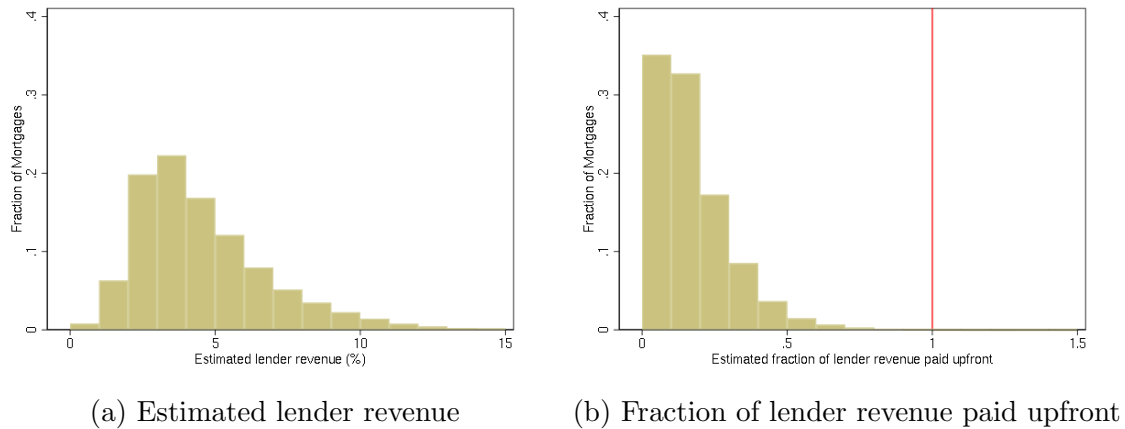 .4
.3
.2
.1
0
Fraction of Mortgages
0 5 10 15
Estimated lender revenue (%)
(a) Estimated lender revenue
.4
.3
.2
.1
0
Fraction of Mortgages
0 .5 1 1.5
Estimated fraction of lender revenue paid upfront
(b) Fraction of lender revenue paid upfront